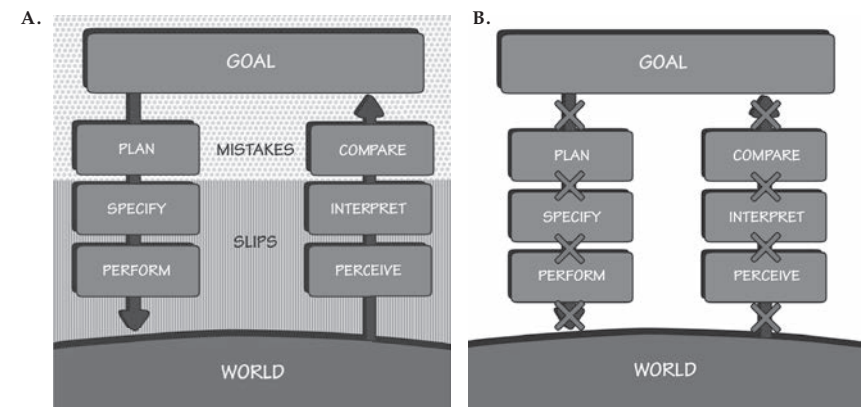 A.
GOAL
PLAN
MISTAKES
COMPARE
SPECIFY
INTERPRET
SLIPS
PERFORM
PERCEIVE
WORLD
B.
GOAL
PLAN
COMPARE
SPECIFY
INTERPRET
PERFORM
PERCEIVE
WORLD